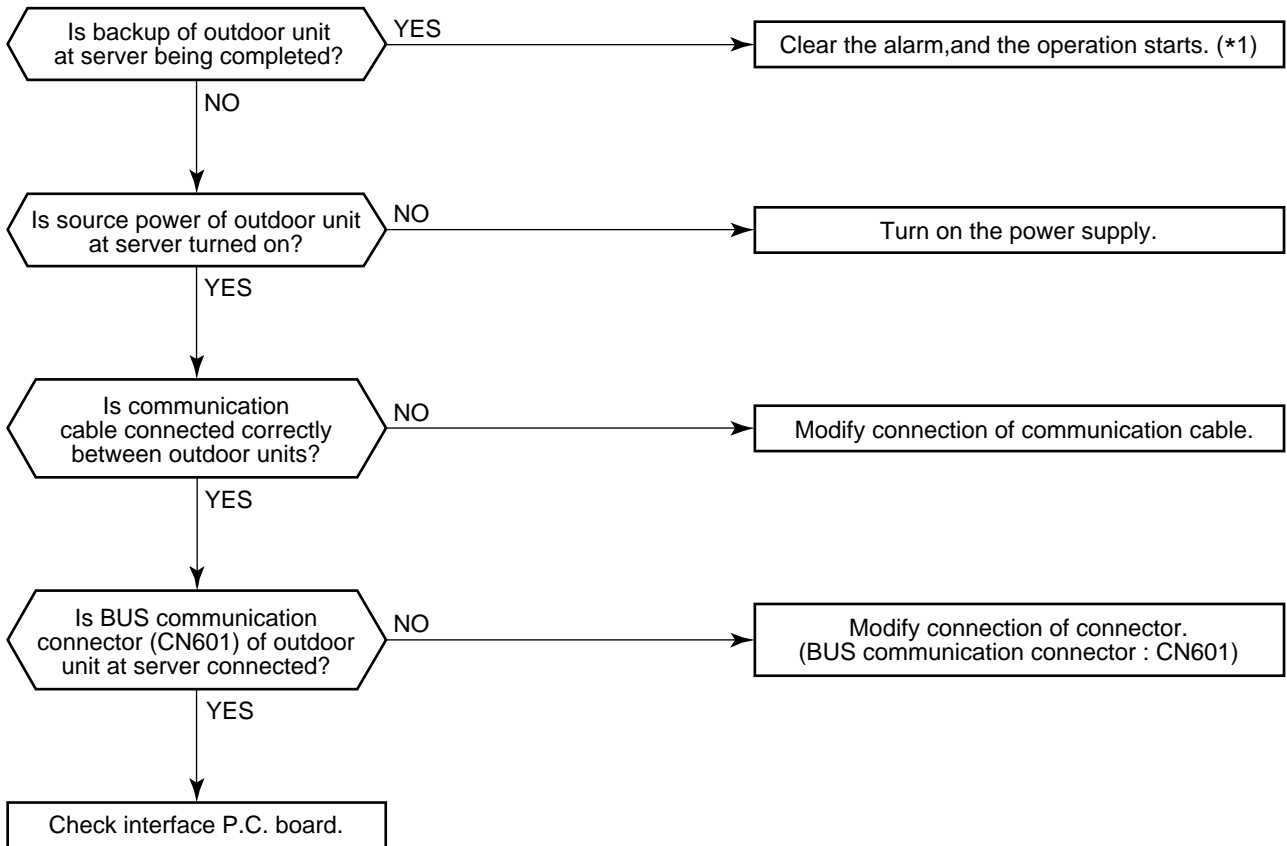 Is backup of outdoor unit
at server being completed?
YES
Clear the alarm,and the operation starts. (*1)
NO
Is source power of outdoor unit
at server turned on?
NO
Turn on the power supply.
YES
Is communication
cable connected correctly
between outdoor units?
NO
Modify connection of communication cable.
YES
Is BUS communication
connector (CN601) of outdoor
unit at server connected?
NO
Modify connection of connector.
(BUS communication connector : CN601)
YES
Check interface P.C. board.